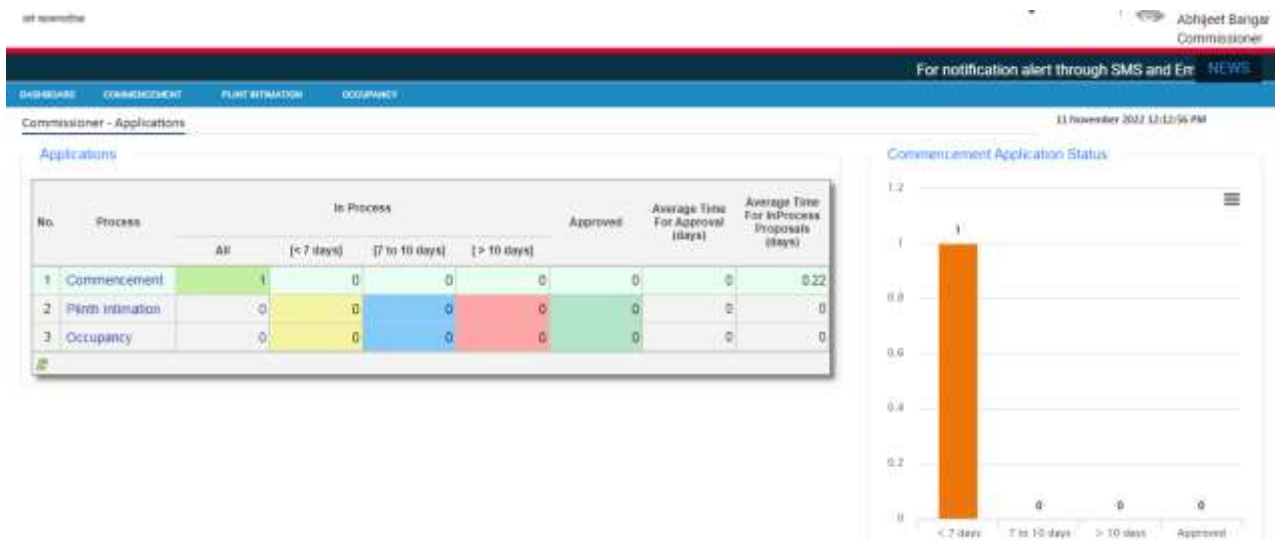 Abhijeet Bangar
Commissioner
For notification alert through SMS and Em NEWS
DASHBOARD COMMENCEMENT PLINT INTIMATION OCCUPANCY
Commissioner - Applications
11 November 2022 12:12:56 PM
Applications
No. Process In Process Approved Average Time For Approval (days) Average Time For InProcess Proposals (days)
All [< 7 days] [7 to 10 days] [> 10 days]
1 Commencement 1 0 0 0 0 0 0.22
2 Plinth Intimation 0 0 0 0 0 0 0
3 Occupancy 0 0 0 0 0 0 0
Commencement Application Status
1.2
1
1
0.8
0.6
0.4
0.2
0
0 0 0
< 7 days 7 to 10 days > 10 days Approved